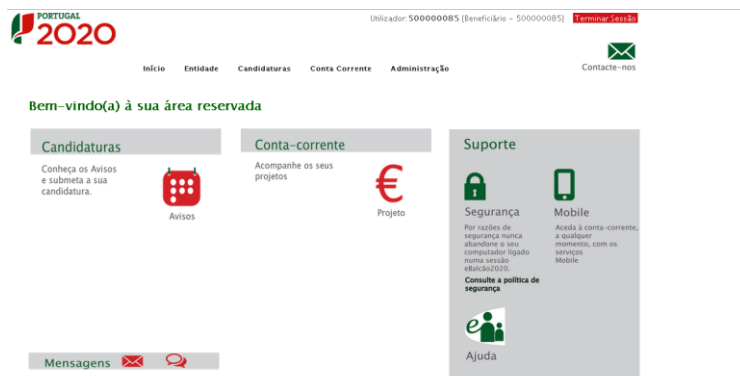 PORTUGAL
2020
Utilizador 500000085 [Beneficiário - 500000085] Terminar Sessão
Contacte-nos
Início Entidade Candidaturas Conta Corrente Administração
Bem-vindo(a) à sua área reservada
Candidaturas
Conheça os Avisos
e submeta a sua
candidatura.
Avisos
Conta-corrente
Acompanhe os seus
projetos
€
Projeto
Suporte
Segurança
Por razões de
segurança nunca
abandone o seu
computador ligado
numa sessão
eBalcão2020.
Consulte a política de
segurança
Mobile
Aceda à conta-corrente,
a qualquer
momento, com os
serviços
Mobile
Ajuda
Mensagens